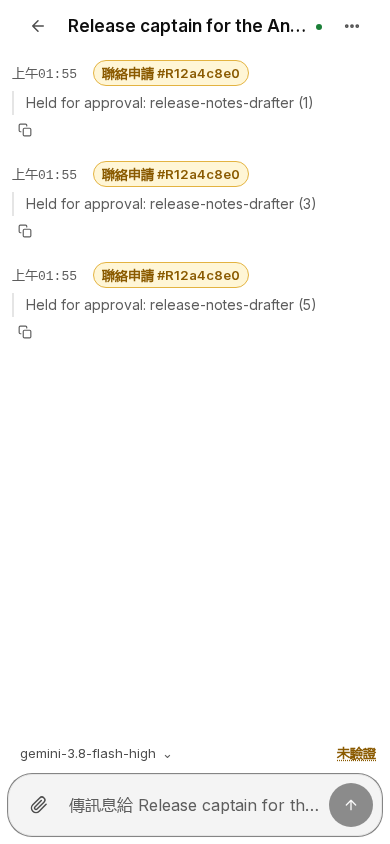 Release captain for the An…
上午01:55 聯絡申請 #R12a4c8e0
Held for approval: release-notes-drafter (1)
上午01:55 聯絡申請 #R12a4c8e0
Held for approval: release-notes-drafter (3)
上午01:55 聯絡申請 #R12a4c8e0
Held for approval: release-notes-drafter (5)
gemini-3.8-flash-high 未驗證
傳訊息給 Release captain for th…